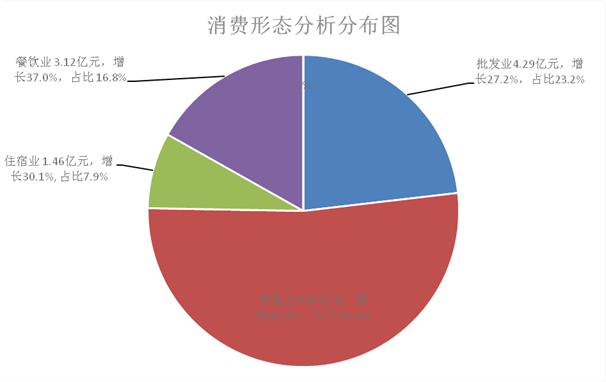 消费形态分析分布图
餐饮业 3.12亿元，增
长37.0%，占比16.8%
批发业4.29亿元，增
长27.2%，占比23.2%
住宿业 1.46亿元，增
长30.1%, 占比7.9%